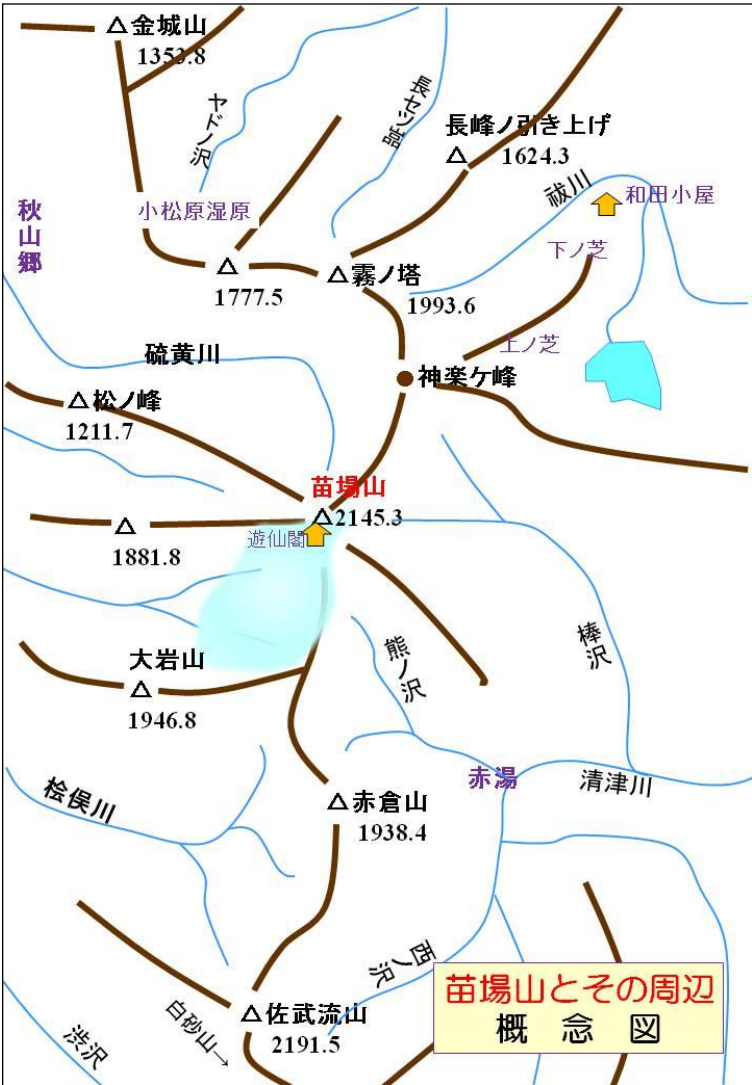 △金城山
1353.8
ヤドノ沢
長セツ沢
長峰ノ引き上げ
△ 1624.3
祓川
和田小屋
秋山郷
小松原湿原
下ノ芝
△
1777.5
△霧ノ塔
1993.6
上ノ芝
硫黄川
神楽ケ峰
△松ノ峰
1211.7
苗場山
△2145.3
遊仙閣
△
1881.8
熊ノ沢
棒沢
大岩山
△
1946.8
赤湯
清津川
桧俣川
△赤倉山
1938.4
西ノ沢
苗場山とその周辺
概念図
白砂山→
△佐武流山
2191.5
渋沢